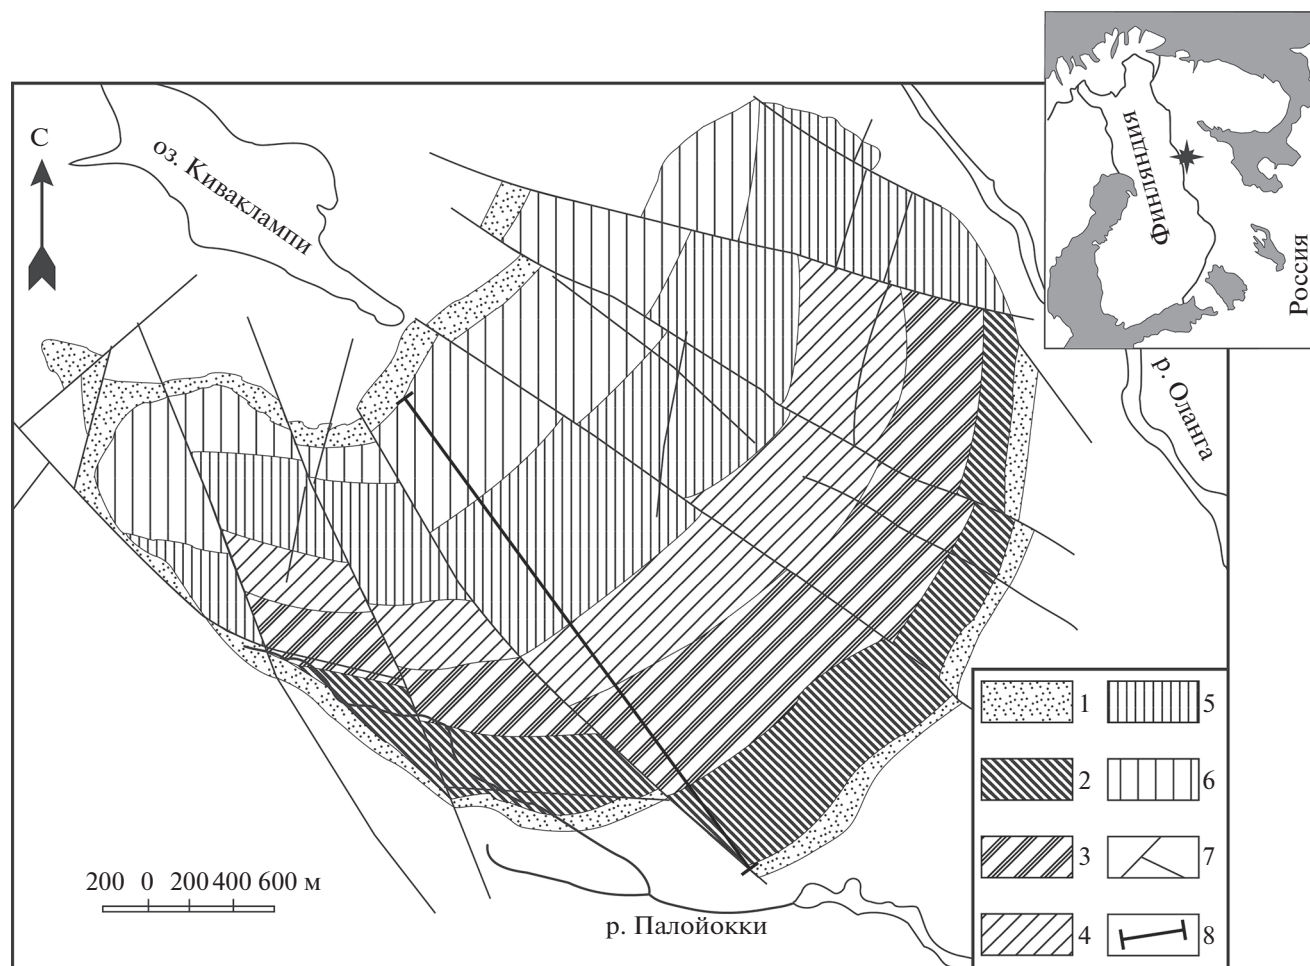 С
оз. Киваклампи
Финляндия
Россия
р. Оланга
р. Палойокки
200 0 200 400 600 м
1 5
2 6
3 7
4 8